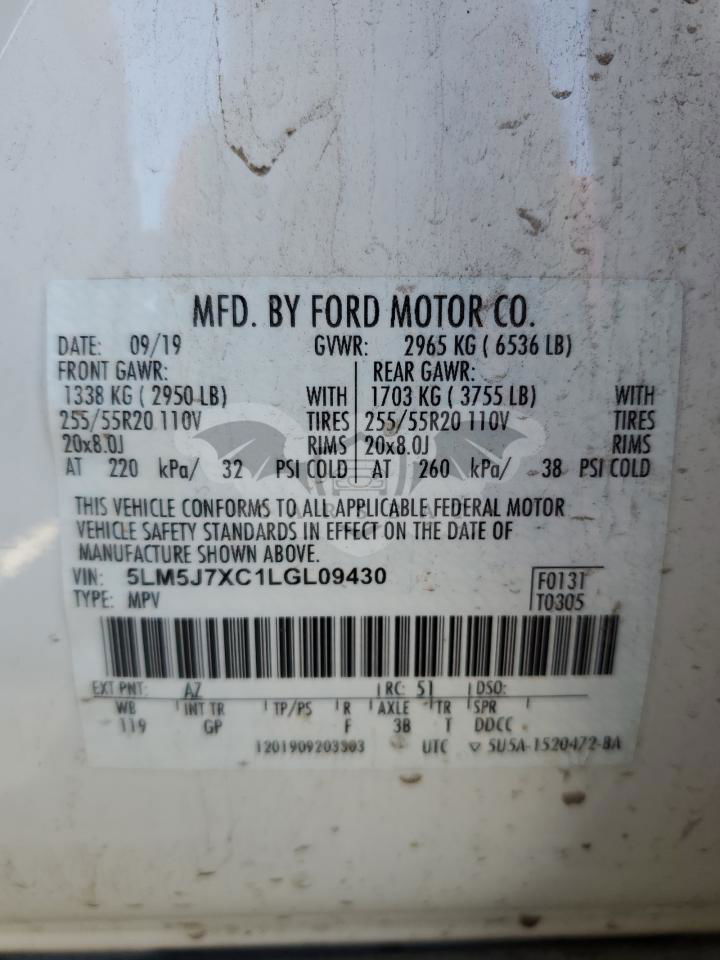 MFD. BY FORD MOTOR CO.
DATE: 09/19 GVWR: 2965 KG ( 6536 LB)
FRONT GAWR: REAR GAWR:
1338 KG ( 2950 LB) WITH 1703 KG ( 3755 LB) WITH
255/55R20 110V TIRES 255/55R20 110V TIRES
20x8.0J RIMS 20x8.0J RIMS
AT 220 kPa/ 32 PSI COLD AT 260 kPa/ 38 PSI COLD
THIS VEHICLE CONFORMS TO ALL APPLICABLE FEDERAL MOTOR
VEHICLE SAFETY STANDARDS IN EFFECT ON THE DATE OF
MANUFACTURE SHOWN ABOVE.
VIN: 5LM5J7XC1LGL09430 F0131
TYPE: MPV T0305
EXT PNT: AZ RC: 51 DSO:
WB INT TR TP/PS R AXLE TR SPR
119 GP F 3B T DDCC
1201909203303 UTC ▽ 5U5A-1520472-BA